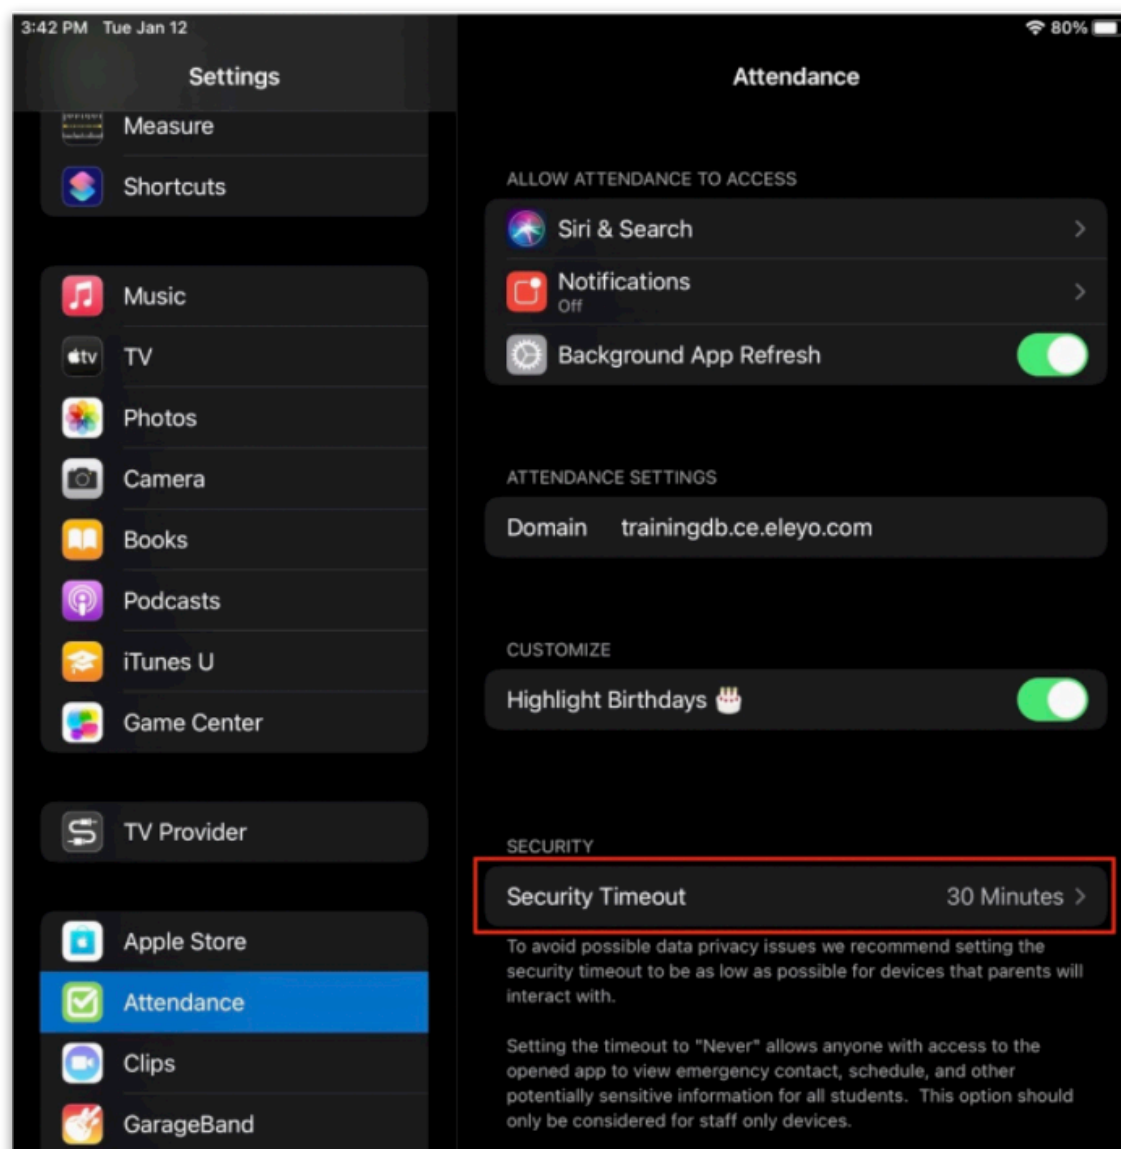 3:42 PM Tue Jan 12
80%
Settings
Measure
Shortcuts
Music
tv TV
Photos
Camera
Books
Podcasts
iTunes U
Game Center
TV Provider
Apple Store
Attendance
Clips
GarageBand
Attendance
ALLOW ATTENDANCE TO ACCESS
Siri & Search
Notifications
Off
Background App Refresh
ATTENDANCE SETTINGS
Domain trainingdb.ce.eleyo.com
CUSTOMIZE
Highlight Birthdays 🎂
SECURITY
Security Timeout 30 Minutes
To avoid possible data privacy issues we recommend setting the
security timeout to be as low as possible for devices that parents will
interact with.
Setting the timeout to "Never" allows anyone with access to the
opened app to view emergency contact, schedule, and other
potentially sensitive information for all students. This option should
only be considered for staff only devices.